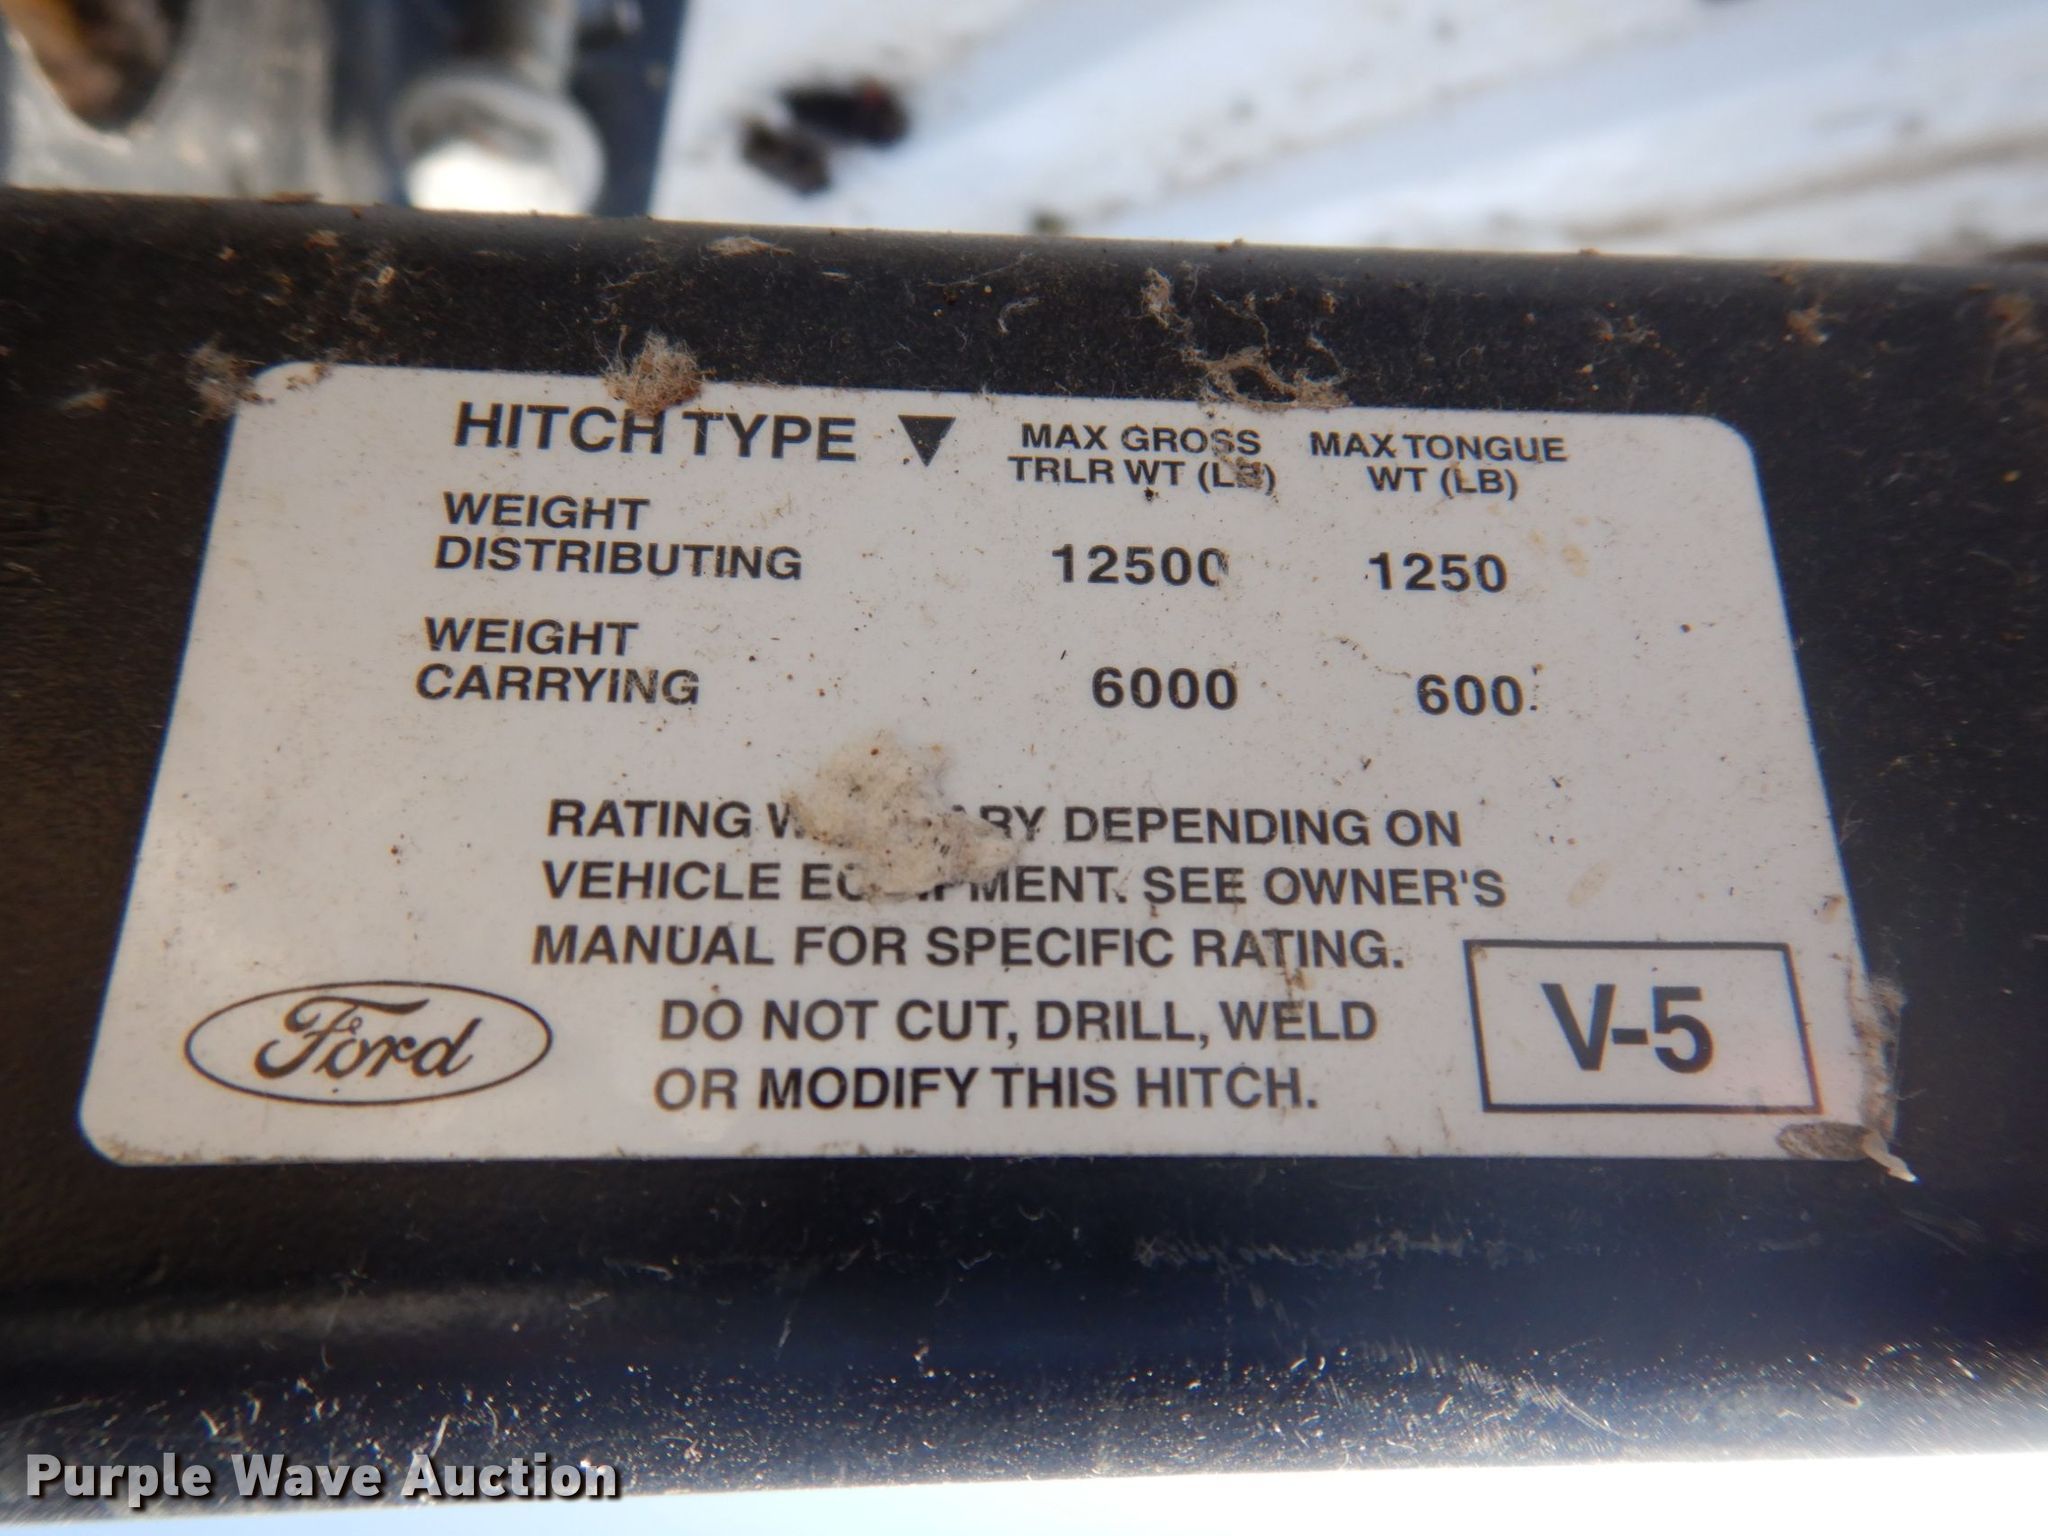 HITCH TYPE ▼ MAX GROSS TRLR WT (LB) MAX TONGUE WT (LB)
WEIGHT
DISTRIBUTING 12500 1250
WEIGHT
CARRYING 6000 600
RATING DEPENDING ON
VEHICLE EQUIPMENT. SEE OWNER'S
MANUAL FOR SPECIFIC RATING.
Ford
DO NOT CUT, DRILL, WELD
OR MODIFY THIS HITCH.
V-5
Purple Wave Auction